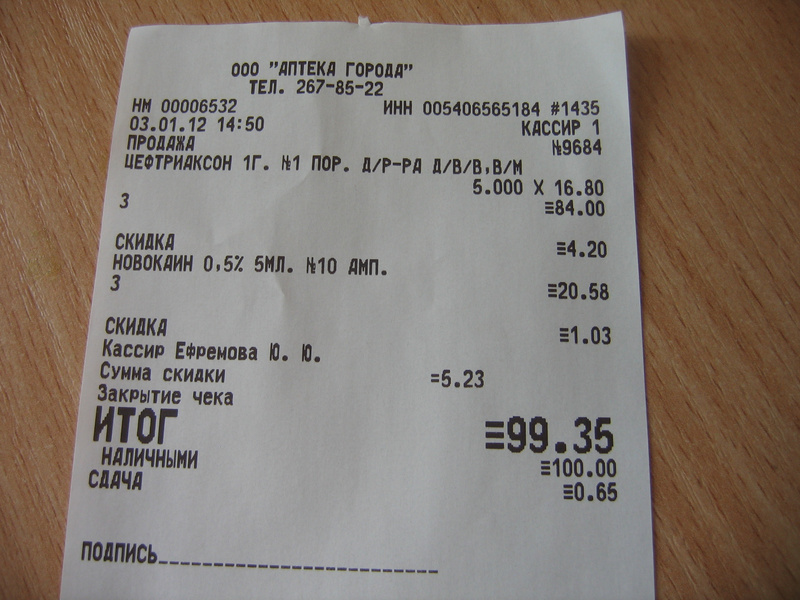 ООО "АПТЕКА ГОРОДА"
ТЕЛ. 267-85-22
НМ 00006532 ИНН 005406565184 #1435
03.01.12 14:50 КАССИР 1
ПРОДАЖА №9684
ЦЕФТРИАКСОН 1Г. №1 ПОР. Д/Р-РА Д/В/В,В/М
5.000 X 16.80
3 ≡84.00
СКИДКА ≡4.20
НОВОКАИН 0,5% 5МЛ. №10 АМП.
3 ≡20.58
СКИДКА ≡1.03
Кассир Ефремова Ю. Ю.
Сумма скидки =5.23
Закрытие чека
ИТОГ ≡99.35
НАЛИЧНЫМИ ≡100.00
СДАЧА ≡0.65
ПОДПИСЬ____________________